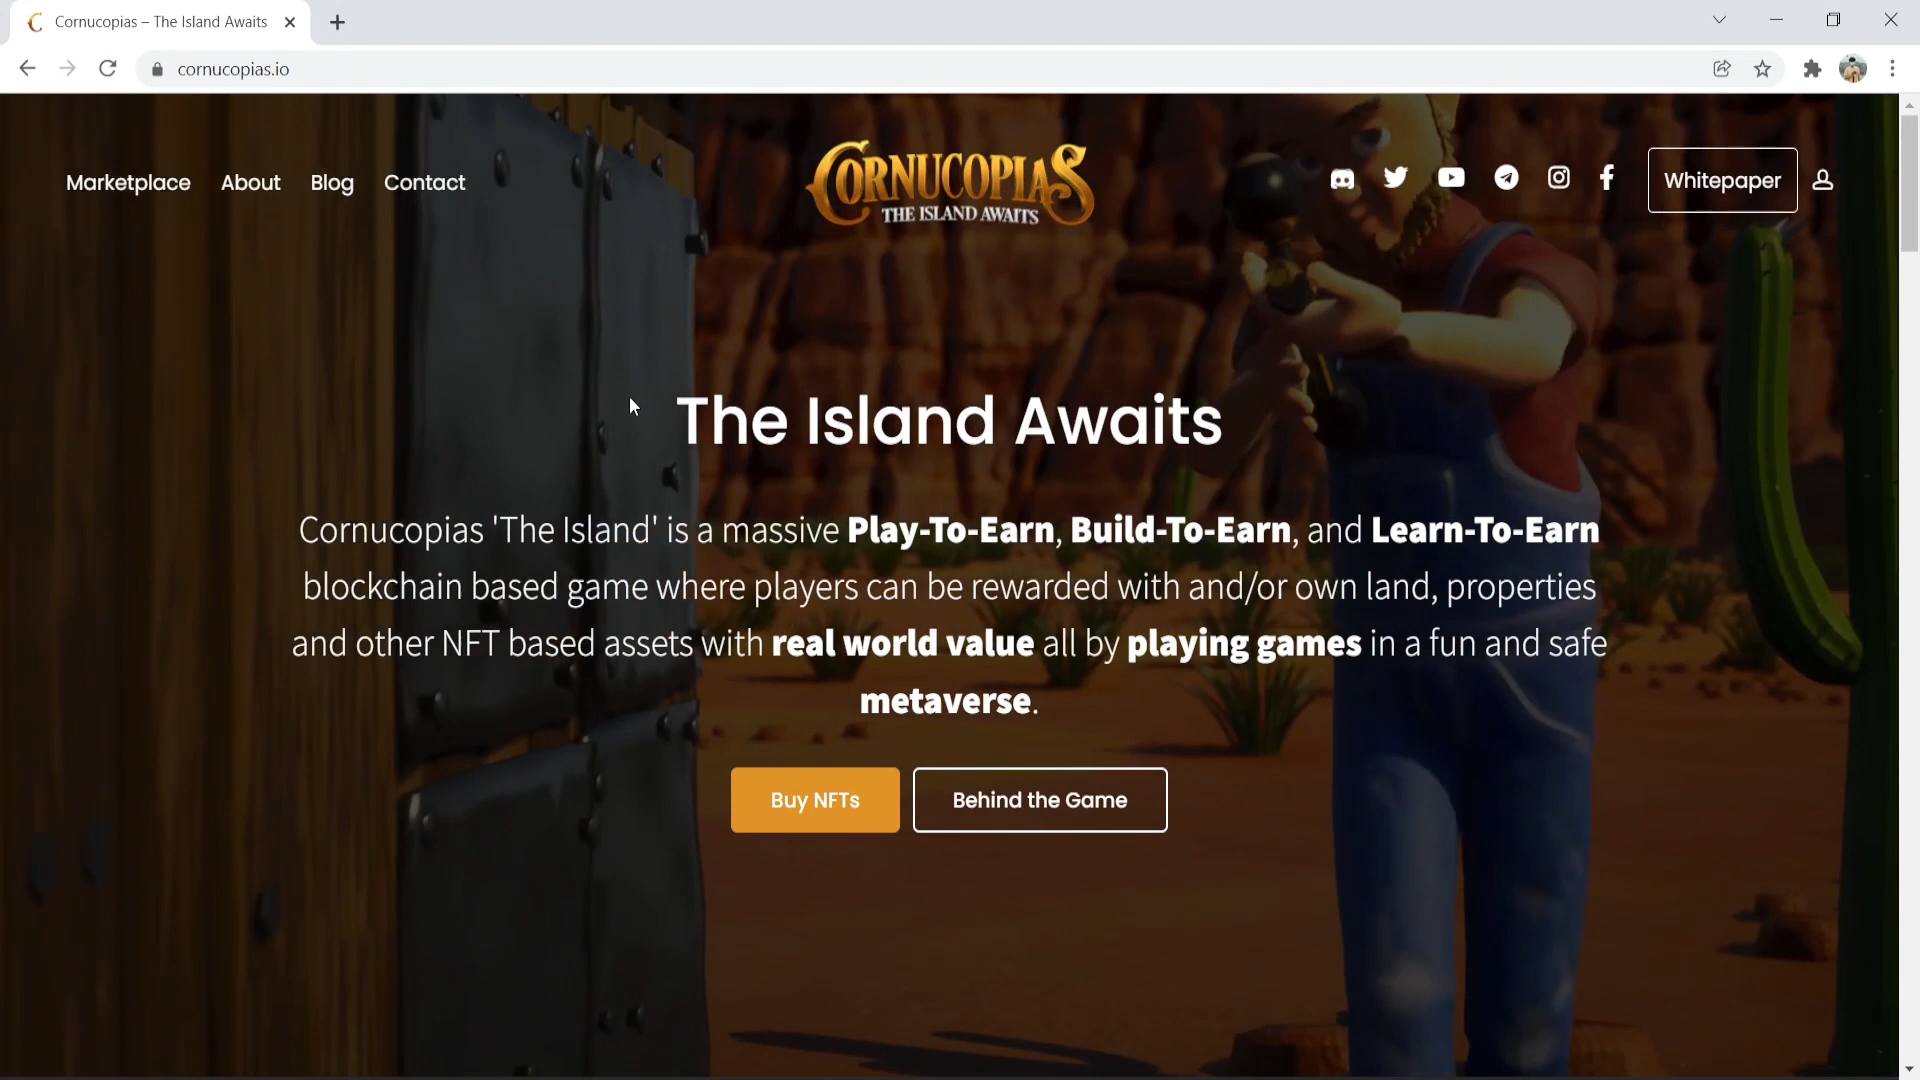 Cornucopias – The Island Awaits
cornucopias.io
Marketplace About Blog Contact
CORNUCOPIAS
THE ISLAND AWAITS
Whitepaper
The Island Awaits
Cornucopias 'The Island' is a massive Play-To-Earn, Build-To-Earn, and Learn-To-Earn
blockchain based game where players can be rewarded with and/or own land, properties
and other NFT based assets with real world value all by playing games in a fun and safe
metaverse.
Buy NFTs Behind the Game